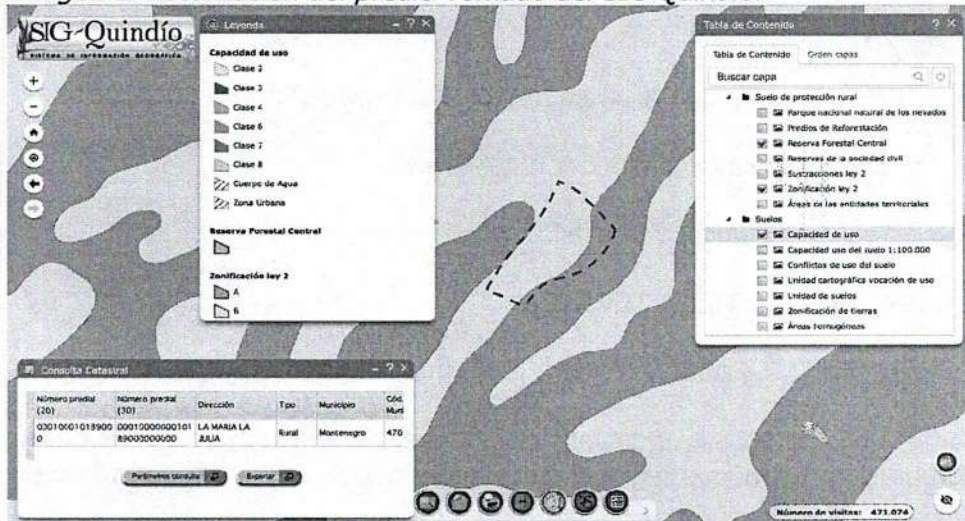 SIG-Quindío
SISTEMA DE INFORMACIÓN GEOGRÁFICA
Leyenda
Capacidad de uso
Clase 2
Clase 3
Clase 4
Clase 6
Clase 7
Clase 8
Cuerpo de Agua
Zona Urbana
Reserva Forestal Central
Zonificación ley 2
A
B
Tabla de Contenido
Tabla de Contenido Orden capas
Buscar capa
Suelo de protección rural
Parque nacional natural de los nevados
Predios de Reforestación
Reserva Forestal Central
Reservas de la sociedad civil
Sustracciones ley 2
Zonificación ley 2
Áreas de las entidades territoriales
Suelos
Capacidad de uso
Capacidad uso del suelo 1:100.000
Conflictos de uso del suelo
Unidad cartográfica vocación de uso
Unidad de suelos
Zonificación de tierras
Áreas homogéneas
Consulta Catastral
Número predial (20) Número predial (30) Dirección Tipo Municipio Cód. Muni
LA MARIA LA JULIA Rural Montenegro 470
Parámetros consulta Exportar
Número de visitas: 471.074